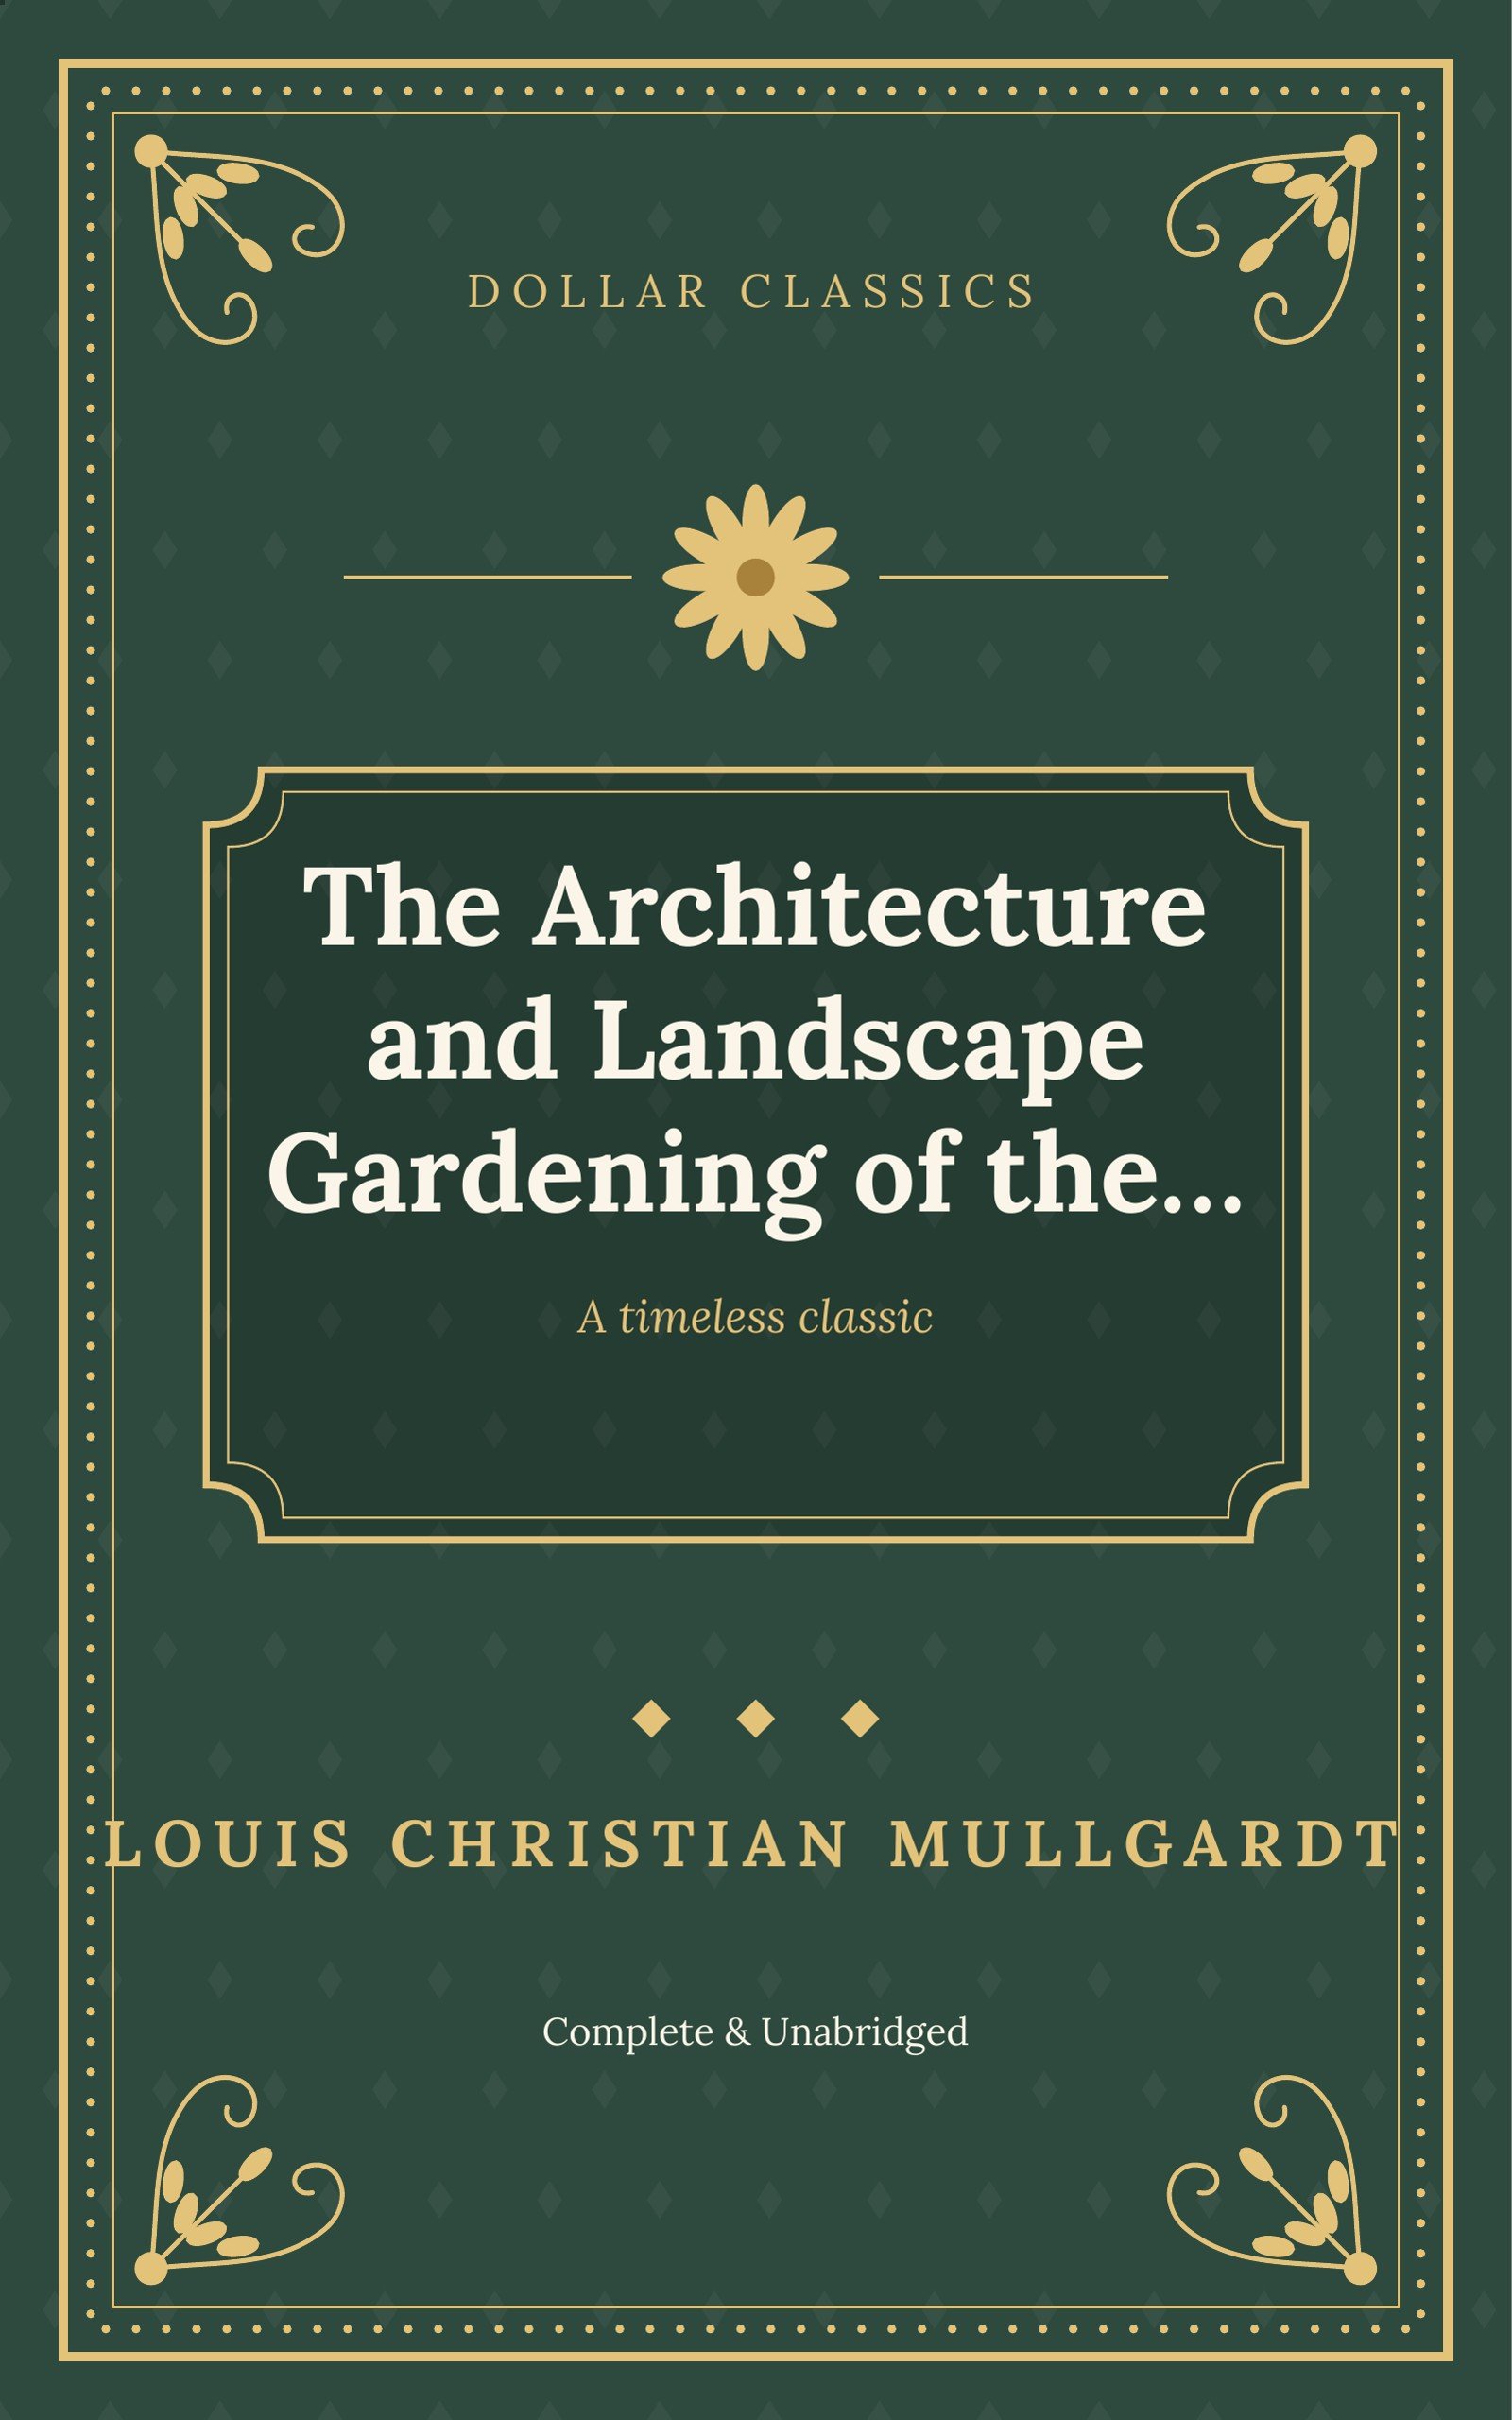 DOLLAR CLASSICS
The Architecture
and Landscape
Gardening of the...
A timeless classic
LOUIS CHRISTIAN MULLGARDT
Complete & Unabridged